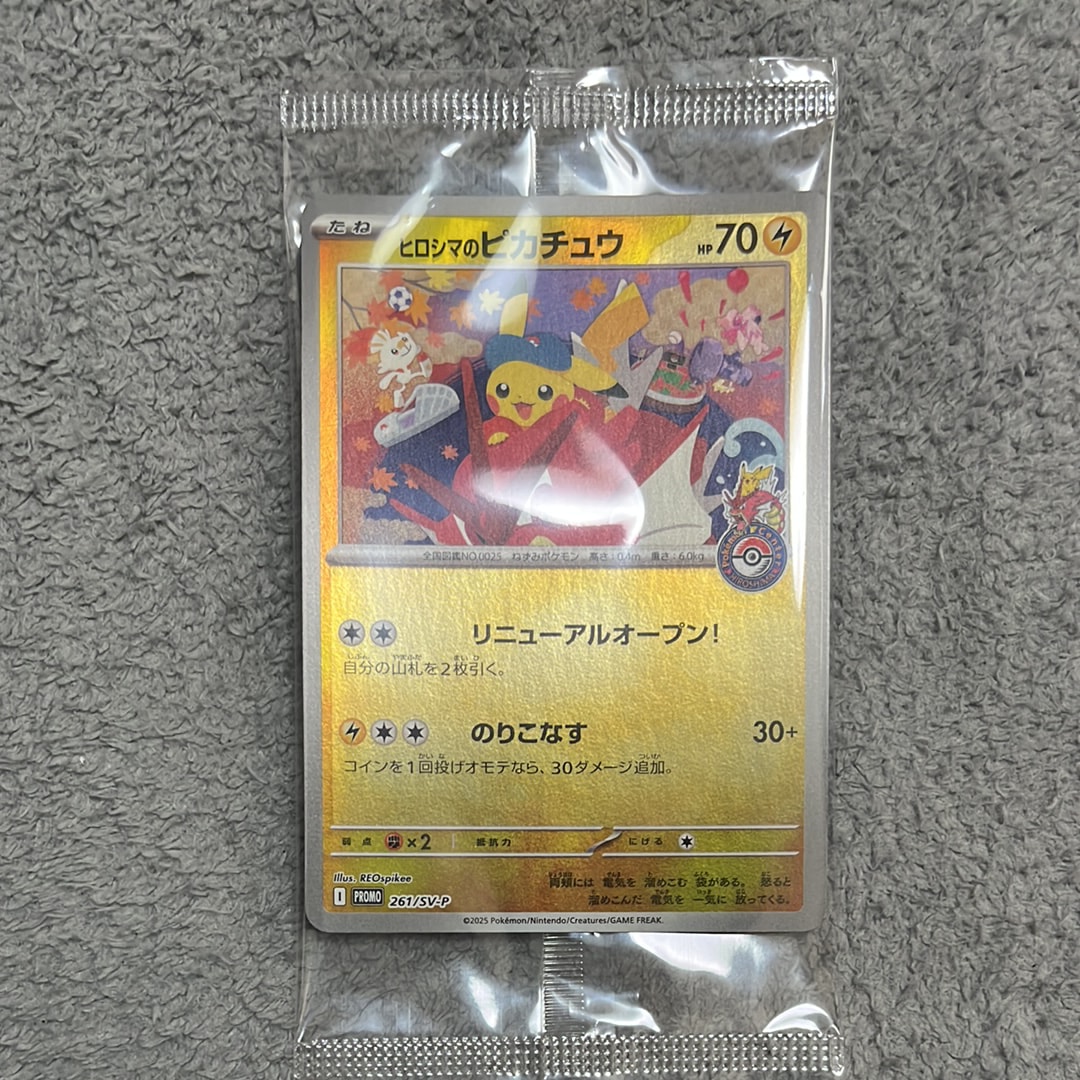 たね
ヒロシマのピカチュウ
HP 70
全国図鑑NO.0025 ねずみポケモン 高さ：0.4m 重さ：6.0kg
Pokémon Center
HIROSHIMA
リニューアルオープン！
自分の山札を2枚引く。
のりこなす 30+
コインを1回投げオモテなら、30ダメージ追加。
弱点 ×2 抵抗力 にげる
Illus. REOspikee
両頬には 電気を 溜めこむ 袋がある。 怒ると
溜めこんだ 電気を 一気に 放ってくる。
I PROMO 261/SV-P
©2025 Pokémon/Nintendo/Creatures/GAME FREAK.